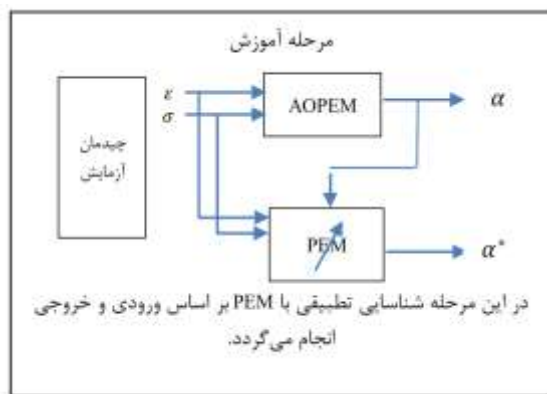 مرحله آموزش
ε
σ
AOPEM
α
چیدمان
آزمایش
PEM
α*
در این مرحله شناسایی تطبیقی با PEM بر اساس ورودی و خروجی
انجام می‌گردد.